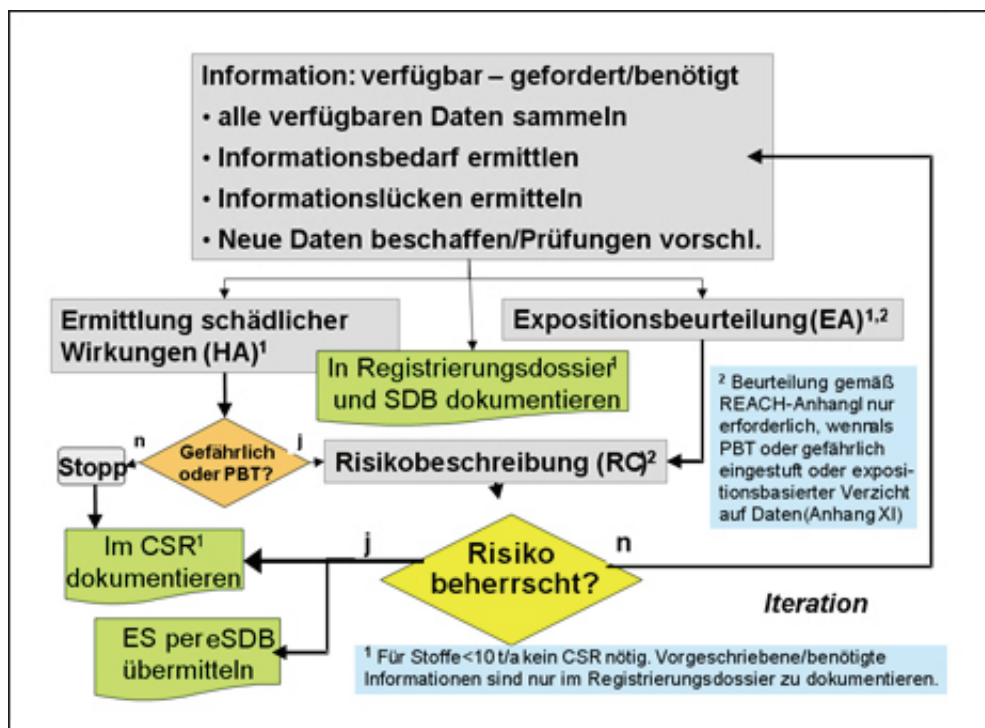 Information: verfügbar – gefordert/benötigt
• alle verfügbaren Daten sammeln
• Informationsbedarf ermittlen
• Informationslücken ermitteln
• Neue Daten beschaffen/Prüfungen vorschl.
Ermittlung schädlicher
Wirkungen (HA)¹
Expositionsbeurteilung (EA)¹,²
In Registrierungsdossier¹
und SDB dokumentieren
² Beurteilung gemäß
REACH-AnhangI nur
erforderlich, wenn als
PBT oder gefährlich
eingestuft oder exposi-
tionsbasierter Verzicht
auf Daten (Anhang XI)
n
Gefährlich
oder PBT?
j
Stopp
Risikobeschreibung (RC)²
Im CSR¹
dokumentieren
j
Risiko
beherrscht?
n
Iteration
ES per eSDB
übermitteln
¹ Für Stoffe <10 t/a kein CSR nötig. Vorgeschriebene/benötigte
Informationen sind nur im Registrierungsdossier zu dokumentieren.